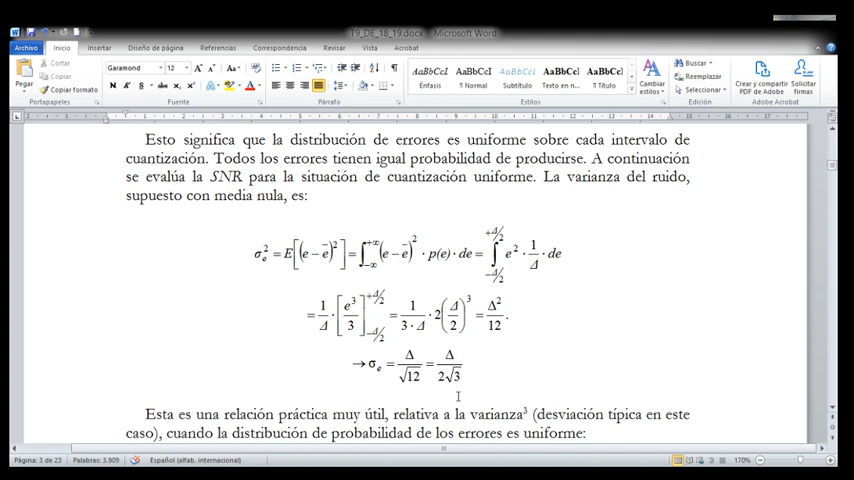 T9_DE_18_19.docx - Microsoft Word
Archivo Inicio Insertar Diseño de página Referencias Correspondencia Revisar Vista Acrobat
Pegar
Cortar
Copiar
Copiar formato
Portapapeles
Garamond 12
Fuente
Párrafo
AaBbCcI AaBbCcI AaBbCcI AaBbCcl AaBbCcl
Énfasis ¶ Normal Subtítulo Texto en n... ¶ Título
Cambiar estilos
Estilos
Buscar
Reemplazar
Seleccionar
Edición
Crear y compartir PDF de Adobe
Solicitar firmas
Adobe Acrobat
Esto significa que la distribución de errores es uniforme sobre cada intervalo de
cuantización. Todos los errores tienen igual probabilidad de producirse. A continuación
se evalúa la SNR para la situación de cuantización uniforme. La varianza del ruido,
supuesto con media nula, es:
σₑ² = E[(e − e̅)²] = ∫₋∞⁺∞ (e − e̅)² · p(e) · de = ∫_{−Δ/2}^{+Δ/2} e² · 1/Δ · de
= 1/Δ · [e³/3]_{−Δ/2}^{+Δ/2} = 1/(3·Δ) · 2(Δ/2)³ = Δ²/12.
→ σₑ = Δ/√12 = Δ/2√3
Esta es una relación práctica muy útil, relativa a la varianza³ (desviación típica en este
caso), cuando la distribución de probabilidad de los errores es uniforme:
Página: 3 de 23 Palabras: 3.909 Español (alfab. internacional) 170%